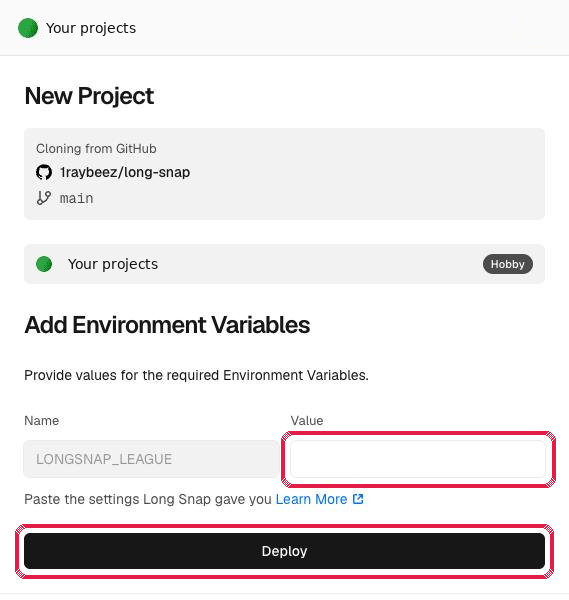 Your projects
New Project
Cloning from GitHub
1raybeez/long-snap
main
Your projects
Hobby
Add Environment Variables
Provide values for the required Environment Variables.
Name
Value
LONGSNAP_LEAGUE
Paste the settings Long Snap gave you Learn More
Deploy